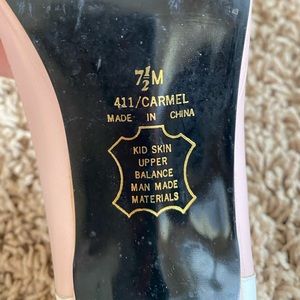 7½M
411/CARMEL
MADE IN CHINA
KID SKIN
UPPER
BALANCE
MAN MADE
MATERIALS